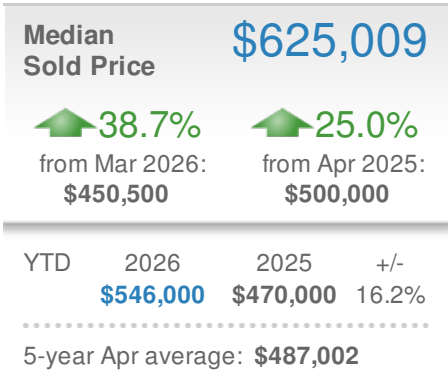 Median $625,009
Sold Price
38.7% 25.0%
from Mar 2026: from Apr 2025:
$450,500 $500,000
YTD 2026 2025 +/-
$546,000 $470,000 16.2%
5-year Apr average: $487,002